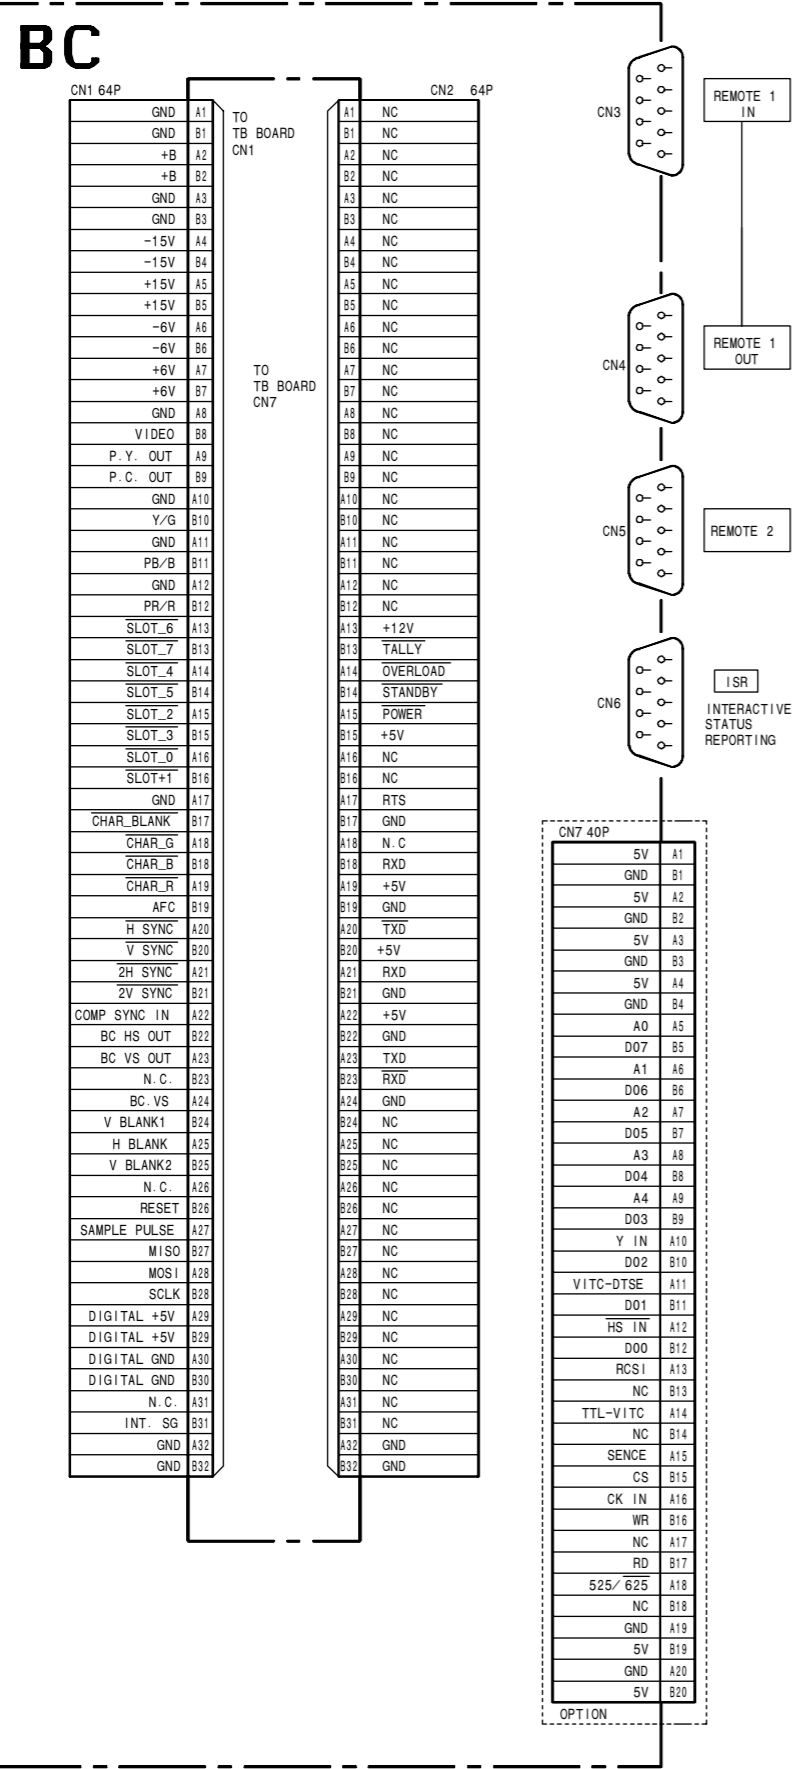 BC
CN1 64P
GND A1
GND B1
+B A2
+B B2
GND A3
GND B3
-15V A4
-15V B4
+15V A5
+15V B5
-6V A6
-6V B6
+6V A7
+6V B7
GND A8
VIDEO B8
P.Y. OUT A9
P.C. OUT B9
GND A10
Y/G B10
GND A11
PB/B B11
GND A12
PR/R B12
SLOT_6 A13
SLOT_7 B13
SLOT_4 A14
SLOT_5 B14
SLOT_2 A15
SLOT_3 B15
SLOT_0 A16
SLOT+1 B16
GND A17
CHAR_BLANK B17
CHAR_G A18
CHAR_B B18
CHAR_R A19
AFC B19
H SYNC A20
V SYNC B20
2H SYNC A21
2V SYNC B21
COMP SYNC IN A22
BC HS OUT B22
BC VS OUT A23
N.C. B23
BC.VS A24
V BLANK1 B24
H BLANK A25
V BLANK2 B25
N.C. A26
RESET B26
SAMPLE PULSE A27
MISO B27
MOSI A28
SCLK B28
DIGITAL +5V A29
DIGITAL +5V B29
DIGITAL GND A30
DIGITAL GND B30
N.C. A31
INT. SG B31
GND A32
GND B32
TO
TB BOARD
CN1
TO
TB BOARD
CN7
CN2 64P
A1 NC
B1 NC
A2 NC
B2 NC
A3 NC
B3 NC
A4 NC
B4 NC
A5 NC
B5 NC
A6 NC
B6 NC
A7 NC
B7 NC
A8 NC
B8 NC
A9 NC
B9 NC
A10 NC
B10 NC
A11 NC
B11 NC
A12 NC
B12 NC
A13 +12V
B13 TALLY
A14 OVERLOAD
B14 STANDBY
A15 POWER
B15 +5V
A16 NC
B16 NC
A17 RTS
B17 GND
A18 N.C
B18 RXD
A19 +5V
B19 GND
A20 TXD
B20 +5V
A21 RXD
B21 GND
A22 +5V
B22 GND
A23 TXD
B23 RXD
A24 GND
B24 NC
A25 NC
B25 NC
A26 NC
B26 NC
A27 NC
B27 NC
A28 NC
B28 NC
A29 NC
B29 NC
A30 NC
B30 NC
A31 NC
B31 NC
A32 GND
B32 GND
CN3
REMOTE 1
IN
CN4
REMOTE 1
OUT
CN5
REMOTE 2
CN6
ISR
INTERACTIVE
STATUS
REPORTING
CN7 40P
5V A1
GND B1
5V A2
GND B2
5V A3
GND B3
5V A4
GND B4
A0 A5
D07 B5
A1 A6
D06 B6
A2 A7
D05 B7
A3 A8
D04 B8
A4 A9
D03 B9
Y IN A10
D02 B10
VITC-DTSE A11
D01 B11
HS IN A12
D00 B12
RCSI A13
NC B13
TTL-VITC A14
NC B14
SENCE A15
CS B15
CK IN A16
WR B16
NC A17
RD B17
525/625 A18
NC B18
GND A19
5V B19
GND A20
5V B20
OPTION